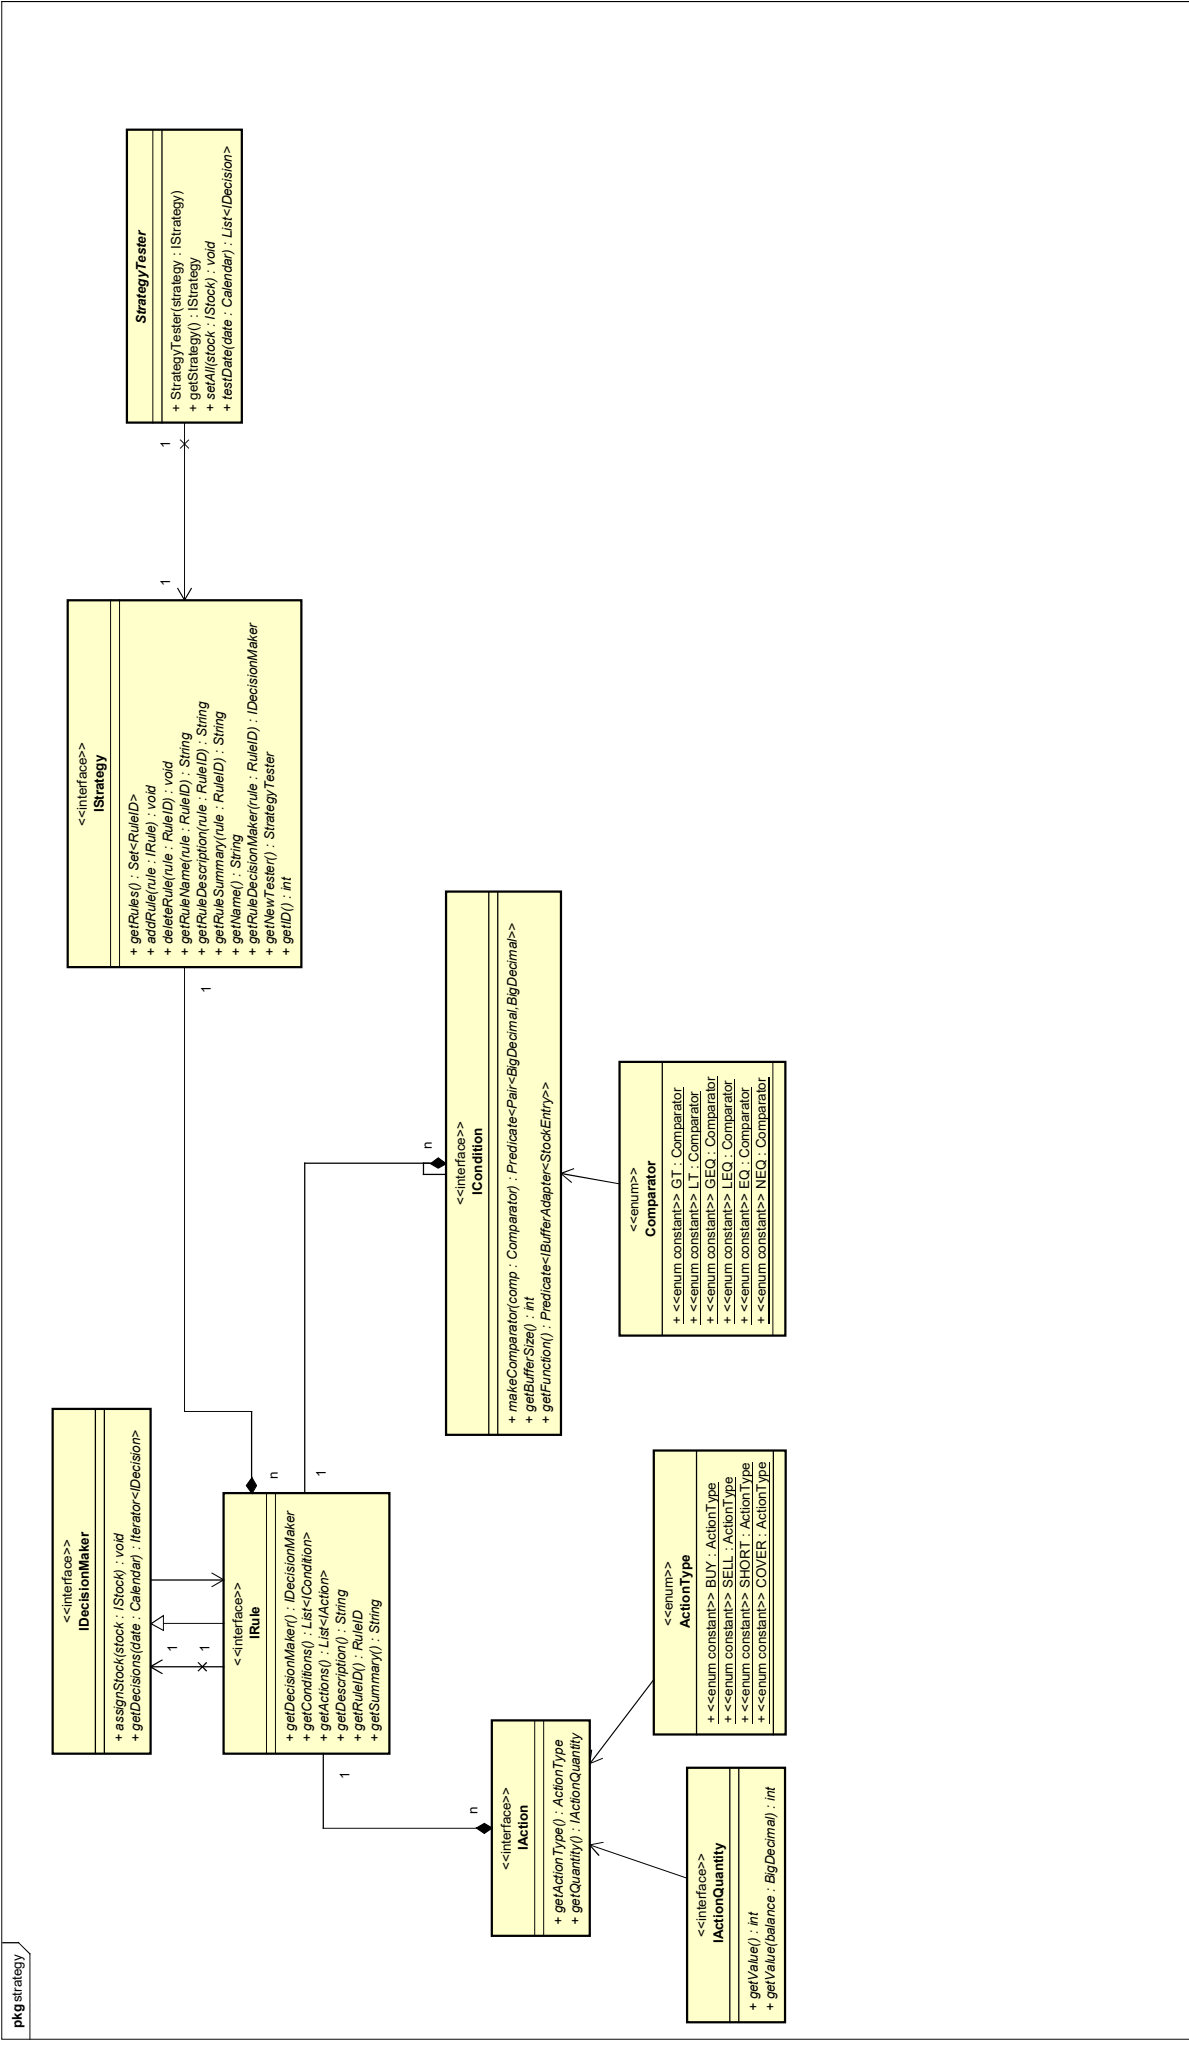 pkg strategy
<<interface>>
IDecisionMaker
+ assignStock(stock : IStock) : void
+ getDecisions(date : Calendar) : Iterator<IDecision>
<<interface>>
IStrategy
+ getRules() : Set<RuleID>
+ addRule(rule : IRule) : void
+ deleteRule(rule : RuleID) : void
+ getRuleName(rule : RuleID) : String
+ getRuleDescription(rule : RuleID) : String
+ getRuleSummary(rule : RuleID) : String
+ getName() : String
+ getRuleDecisionMaker(rule : RuleID) : IDecisionMaker
+ getNewTester() : StrategyTester
+ getID() : int
StrategyTester
+ StrategyTester(strategy : IStrategy)
+ getStrategy() : IStrategy
+ setAll(stock : IStock) : void
+ testDate(date : Calendar) : List<IDecision>
1
1
1
1
1
n
<<interface>>
IRule
+ getDecisionMaker() : IDecisionMaker
+ getConditions() : List<ICondition>
+ getActions() : List<IAction>
+ getDescription() : String
+ getRuleID() : RuleID
+ getSummary() : String
1
1
n
n
<<interface>>
ICondition
+ makeComparator(comp : Comparator) : Predicate<Pair<BigDecimal,BigDecimal>>
+ getBufferSize() : int
+ getFunction() : Predicate<IBufferAdapter<StockEntry>>
<<interface>>
IAction
+ getActionType() : ActionType
+ getQuantity() : IActionQuantity
<<enum>>
Comparator
+ <<enum constant>> GT : Comparator
+ <<enum constant>> LT : Comparator
+ <<enum constant>> GEQ : Comparator
+ <<enum constant>> LEQ : Comparator
+ <<enum constant>> EQ : Comparator
+ <<enum constant>> NEQ : Comparator
<<enum>>
ActionType
+ <<enum constant>> BUY : ActionType
+ <<enum constant>> SELL : ActionType
+ <<enum constant>> SHORT : ActionType
+ <<enum constant>> COVER : ActionType
<<interface>>
IActionQuantity
+ getValue() : int
+ getValue(balance : BigDecimal) : int